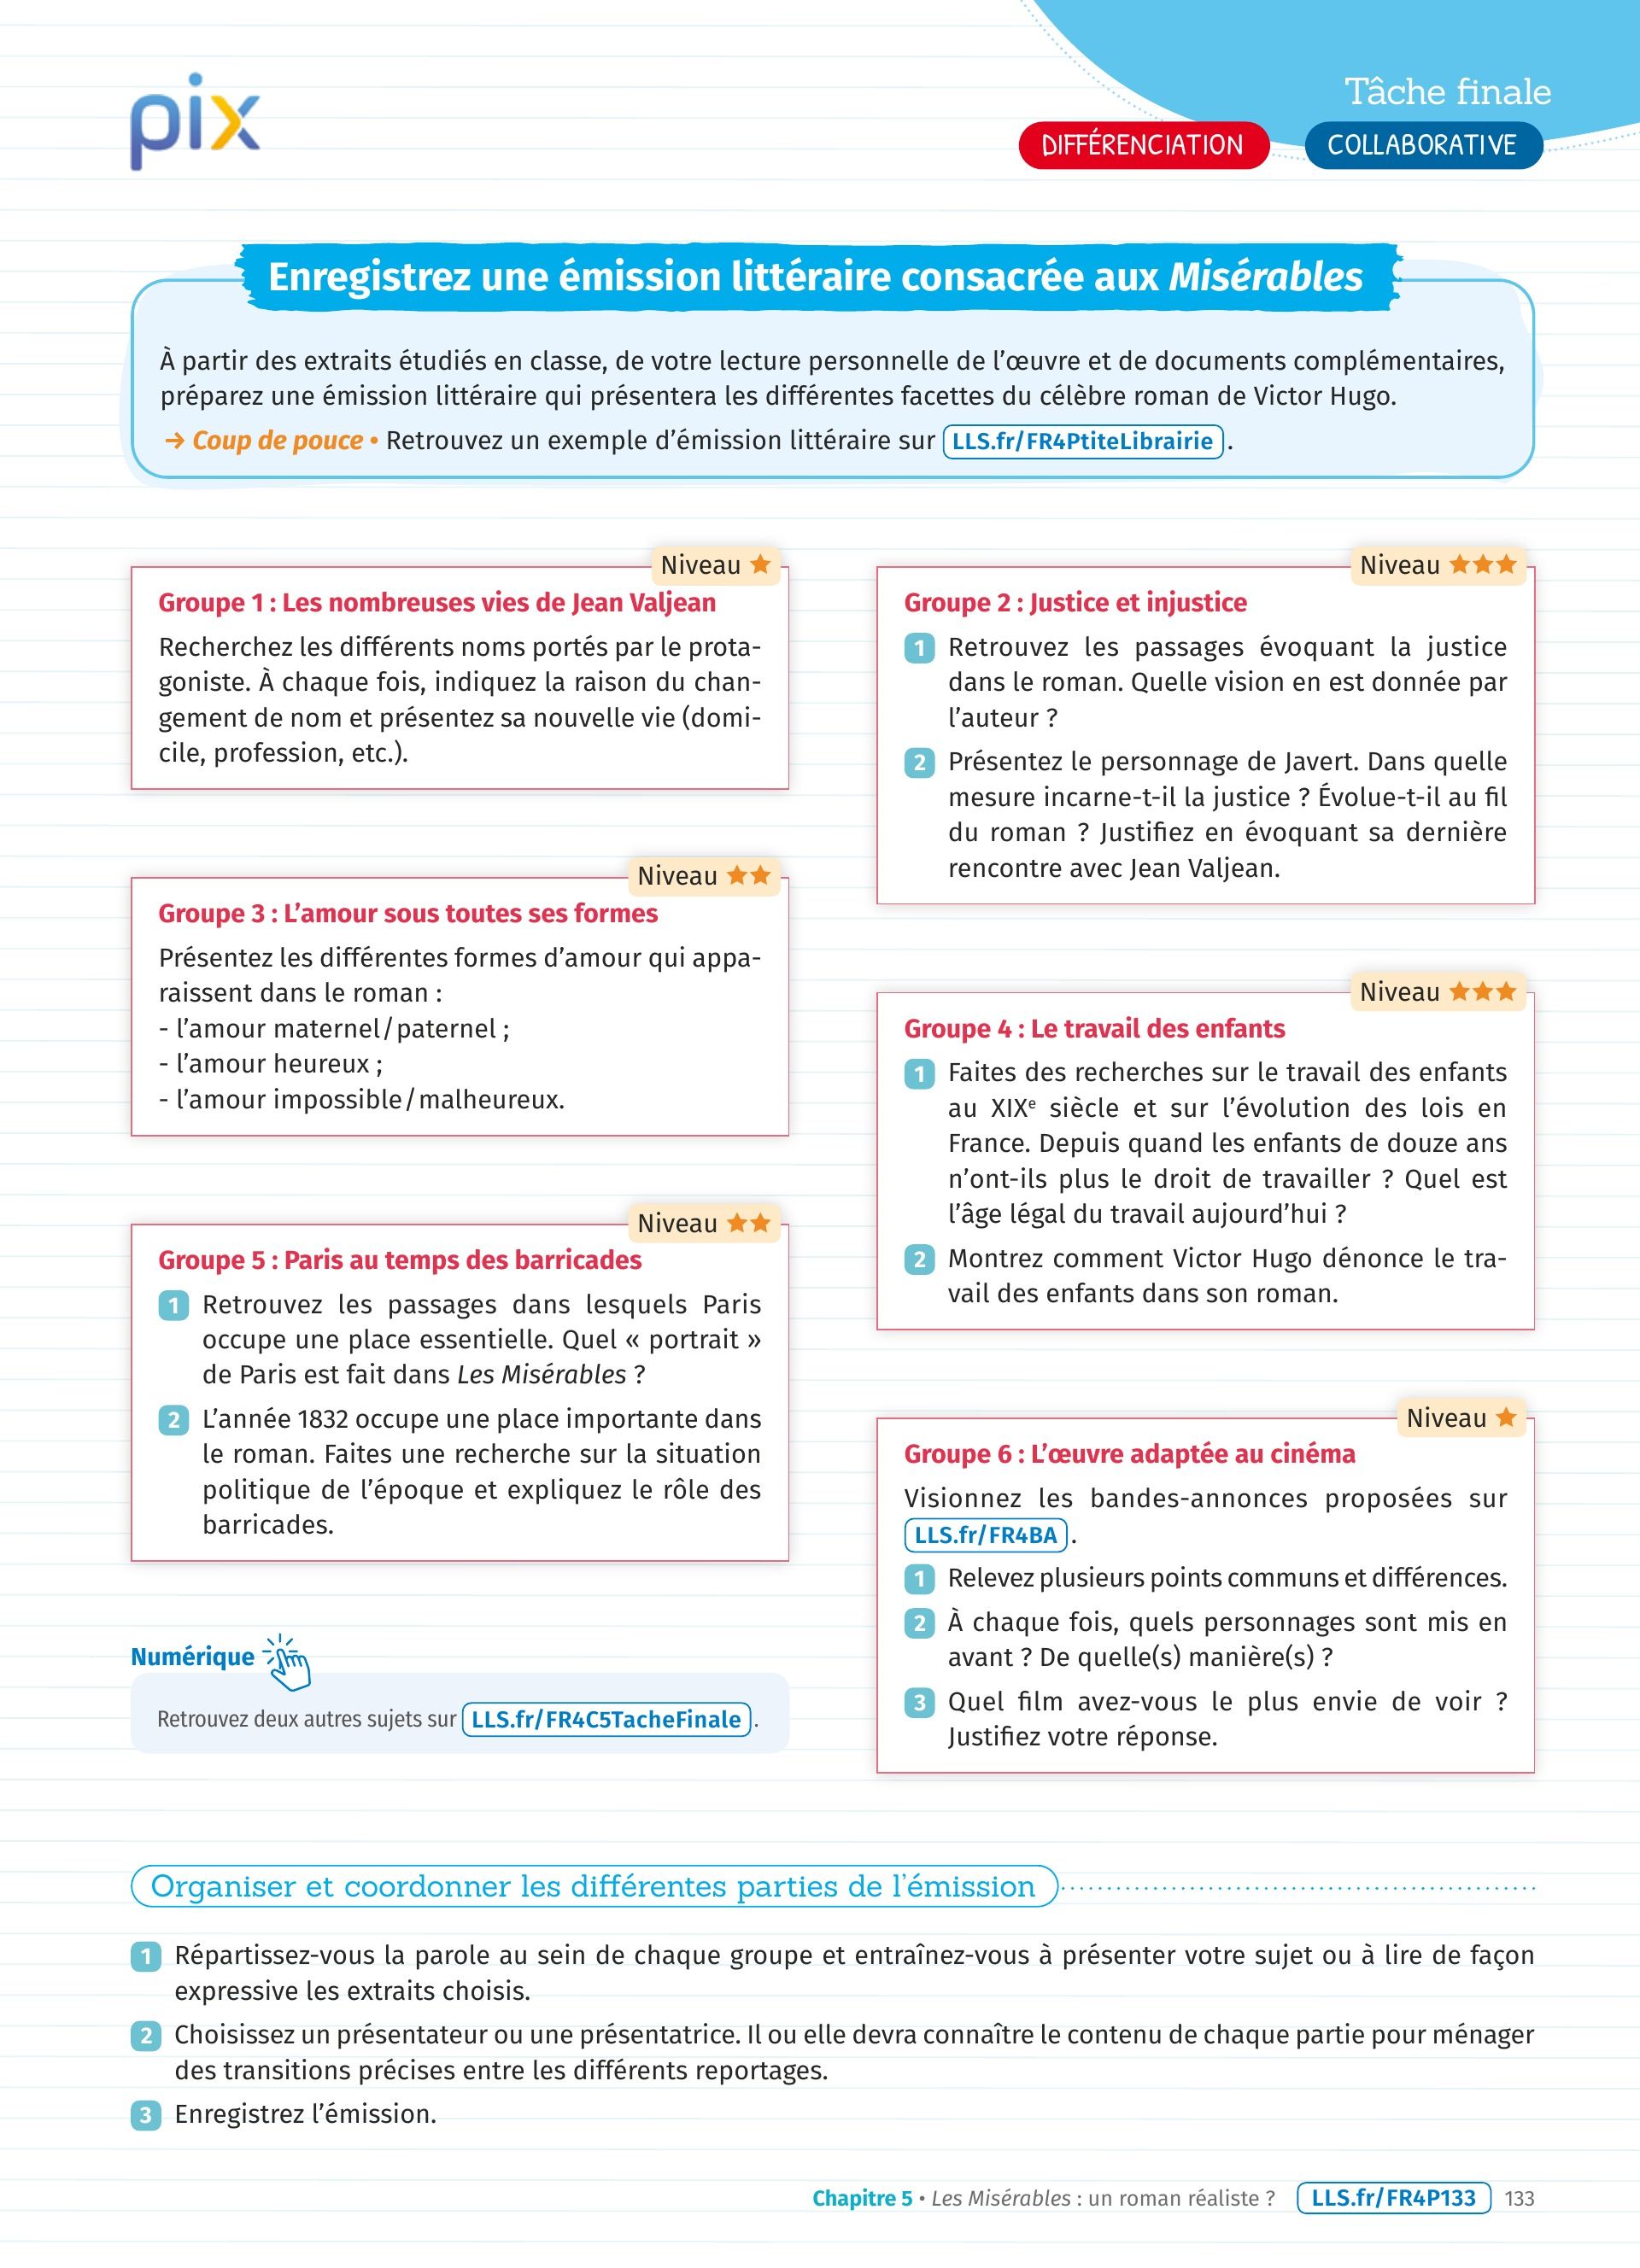 pix
Tâche finale
DIFFÉRENCIATION
COLLABORATIVE
Enregistrez une émission littéraire consacrée aux Misérables
À partir des extraits étudiés en classe, de votre lecture personnelle de l’œuvre et de documents complémentaires,
préparez une émission littéraire qui présentera les différentes facettes du célèbre roman de Victor Hugo.
→ Coup de pouce • Retrouvez un exemple d’émission littéraire sur LLS.fr/FR4PtiteLibrairie .
Niveau ★
Groupe 1 : Les nombreuses vies de Jean Valjean
Recherchez les différents noms portés par le prota-
goniste. À chaque fois, indiquez la raison du chan-
gement de nom et présentez sa nouvelle vie (domi-
cile, profession, etc.).
Niveau ★★★
Groupe 2 : Justice et injustice
1 Retrouvez les passages évoquant la justice
dans le roman. Quelle vision en est donnée par
l’auteur ?
2 Présentez le personnage de Javert. Dans quelle
mesure incarne-t-il la justice ? Évolue-t-il au fil
du roman ? Justifiez en évoquant sa dernière
rencontre avec Jean Valjean.
Niveau ★★
Groupe 3 : L’amour sous toutes ses formes
Présentez les différentes formes d’amour qui appa-
raissent dans le roman :
- l’amour maternel/paternel ;
- l’amour heureux ;
- l’amour impossible/malheureux.
Niveau ★★★
Groupe 4 : Le travail des enfants
1 Faites des recherches sur le travail des enfants
au XIXe siècle et sur l’évolution des lois en
France. Depuis quand les enfants de douze ans
n’ont-ils plus le droit de travailler ? Quel est
l’âge légal du travail aujourd’hui ?
2 Montrez comment Victor Hugo dénonce le tra-
vail des enfants dans son roman.
Niveau ★★
Groupe 5 : Paris au temps des barricades
1 Retrouvez les passages dans lesquels Paris
occupe une place essentielle. Quel « portrait »
de Paris est fait dans Les Misérables ?
2 L’année 1832 occupe une place importante dans
le roman. Faites une recherche sur la situation
politique de l’époque et expliquez le rôle des
barricades.
Niveau ★
Groupe 6 : L’œuvre adaptée au cinéma
Visionnez les bandes-annonces proposées sur
LLS.fr/FR4BA .
1 Relevez plusieurs points communs et différences.
2 À chaque fois, quels personnages sont mis en
avant ? De quelle(s) manière(s) ?
3 Quel film avez-vous le plus envie de voir ?
Justifiez votre réponse.
Numérique
Retrouvez deux autres sujets sur LLS.fr/FR4C5TacheFinale .
Organiser et coordonner les différentes parties de l’émission
1 Répartissez-vous la parole au sein de chaque groupe et entraînez-vous à présenter votre sujet ou à lire de façon
expressive les extraits choisis.
2 Choisissez un présentateur ou une présentatrice. Il ou elle devra connaître le contenu de chaque partie pour ménager
des transitions précises entre les différents reportages.
3 Enregistrez l’émission.
Chapitre 5 • Les Misérables : un roman réaliste ? LLS.fr/FR4P133 133